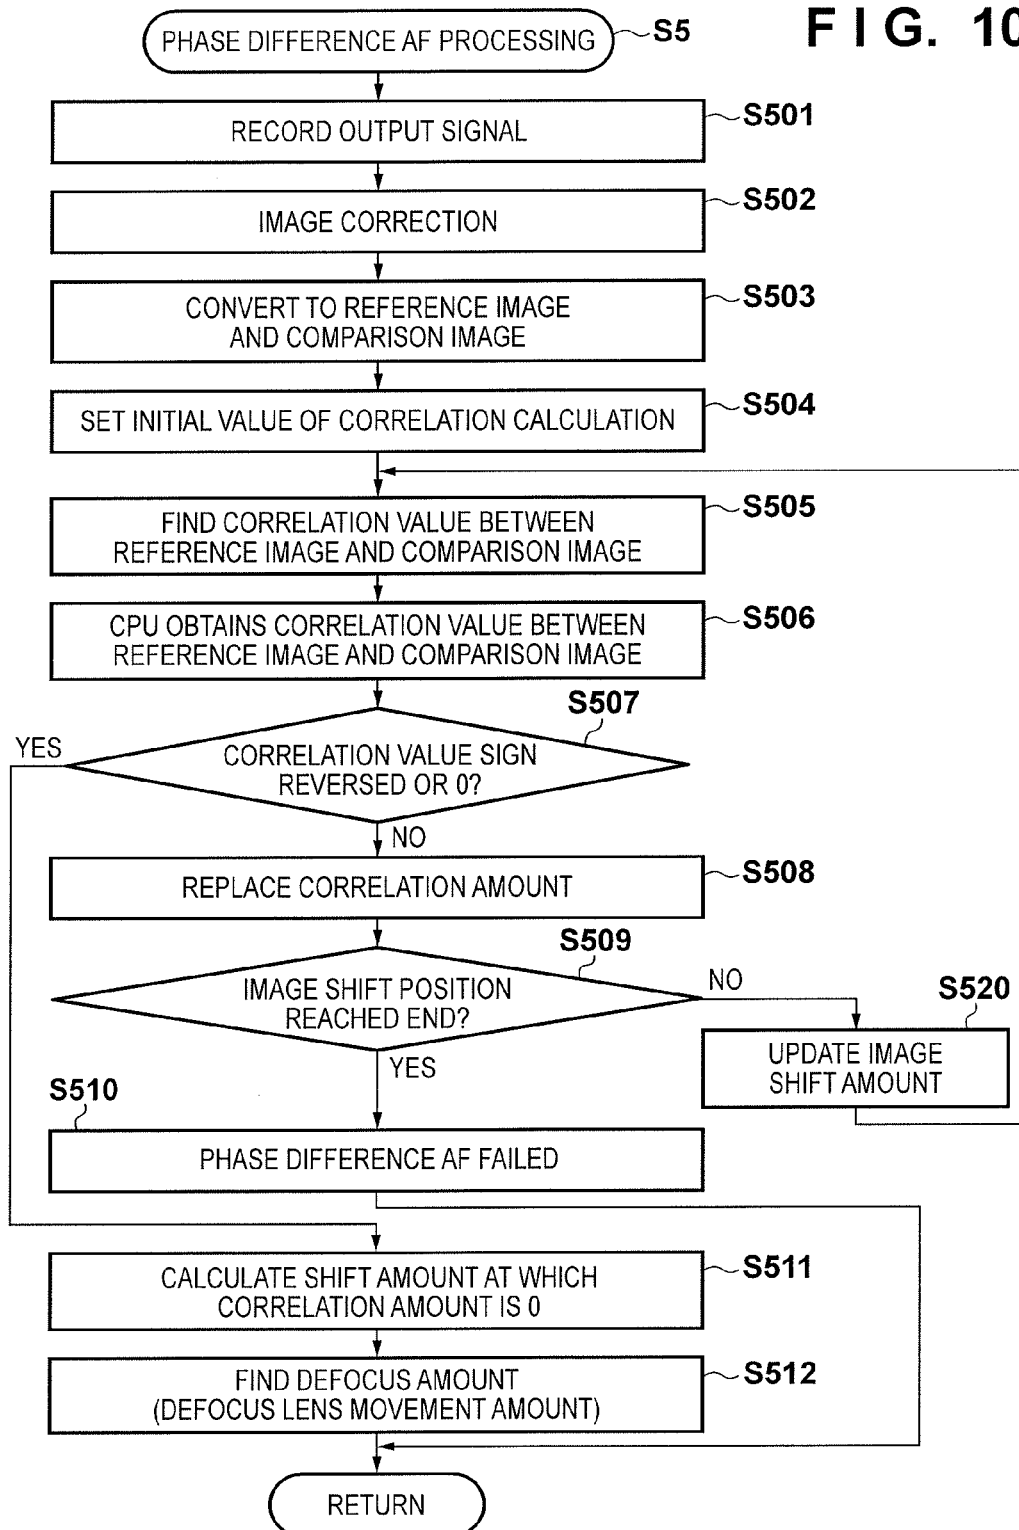 F I G. 10
PHASE DIFFERENCE AF PROCESSING
S5
S501
RECORD OUTPUT SIGNAL
S502
IMAGE CORRECTION
S503
CONVERT TO REFERENCE IMAGE
AND COMPARISON IMAGE
S504
SET INITIAL VALUE OF CORRELATION CALCULATION
S505
FIND CORRELATION VALUE BETWEEN
REFERENCE IMAGE AND COMPARISON IMAGE
S506
CPU OBTAINS CORRELATION VALUE BETWEEN
REFERENCE IMAGE AND COMPARISON IMAGE
S507
YES
CORRELATION VALUE SIGN
REVERSED OR 0?
NO
S508
REPLACE CORRELATION AMOUNT
S509
IMAGE SHIFT POSITION
REACHED END?
NO
S520
UPDATE IMAGE
SHIFT AMOUNT
YES
S510
PHASE DIFFERENCE AF FAILED
S511
CALCULATE SHIFT AMOUNT AT WHICH
CORRELATION AMOUNT IS 0
S512
FIND DEFOCUS AMOUNT
(DEFOCUS LENS MOVEMENT AMOUNT)
RETURN